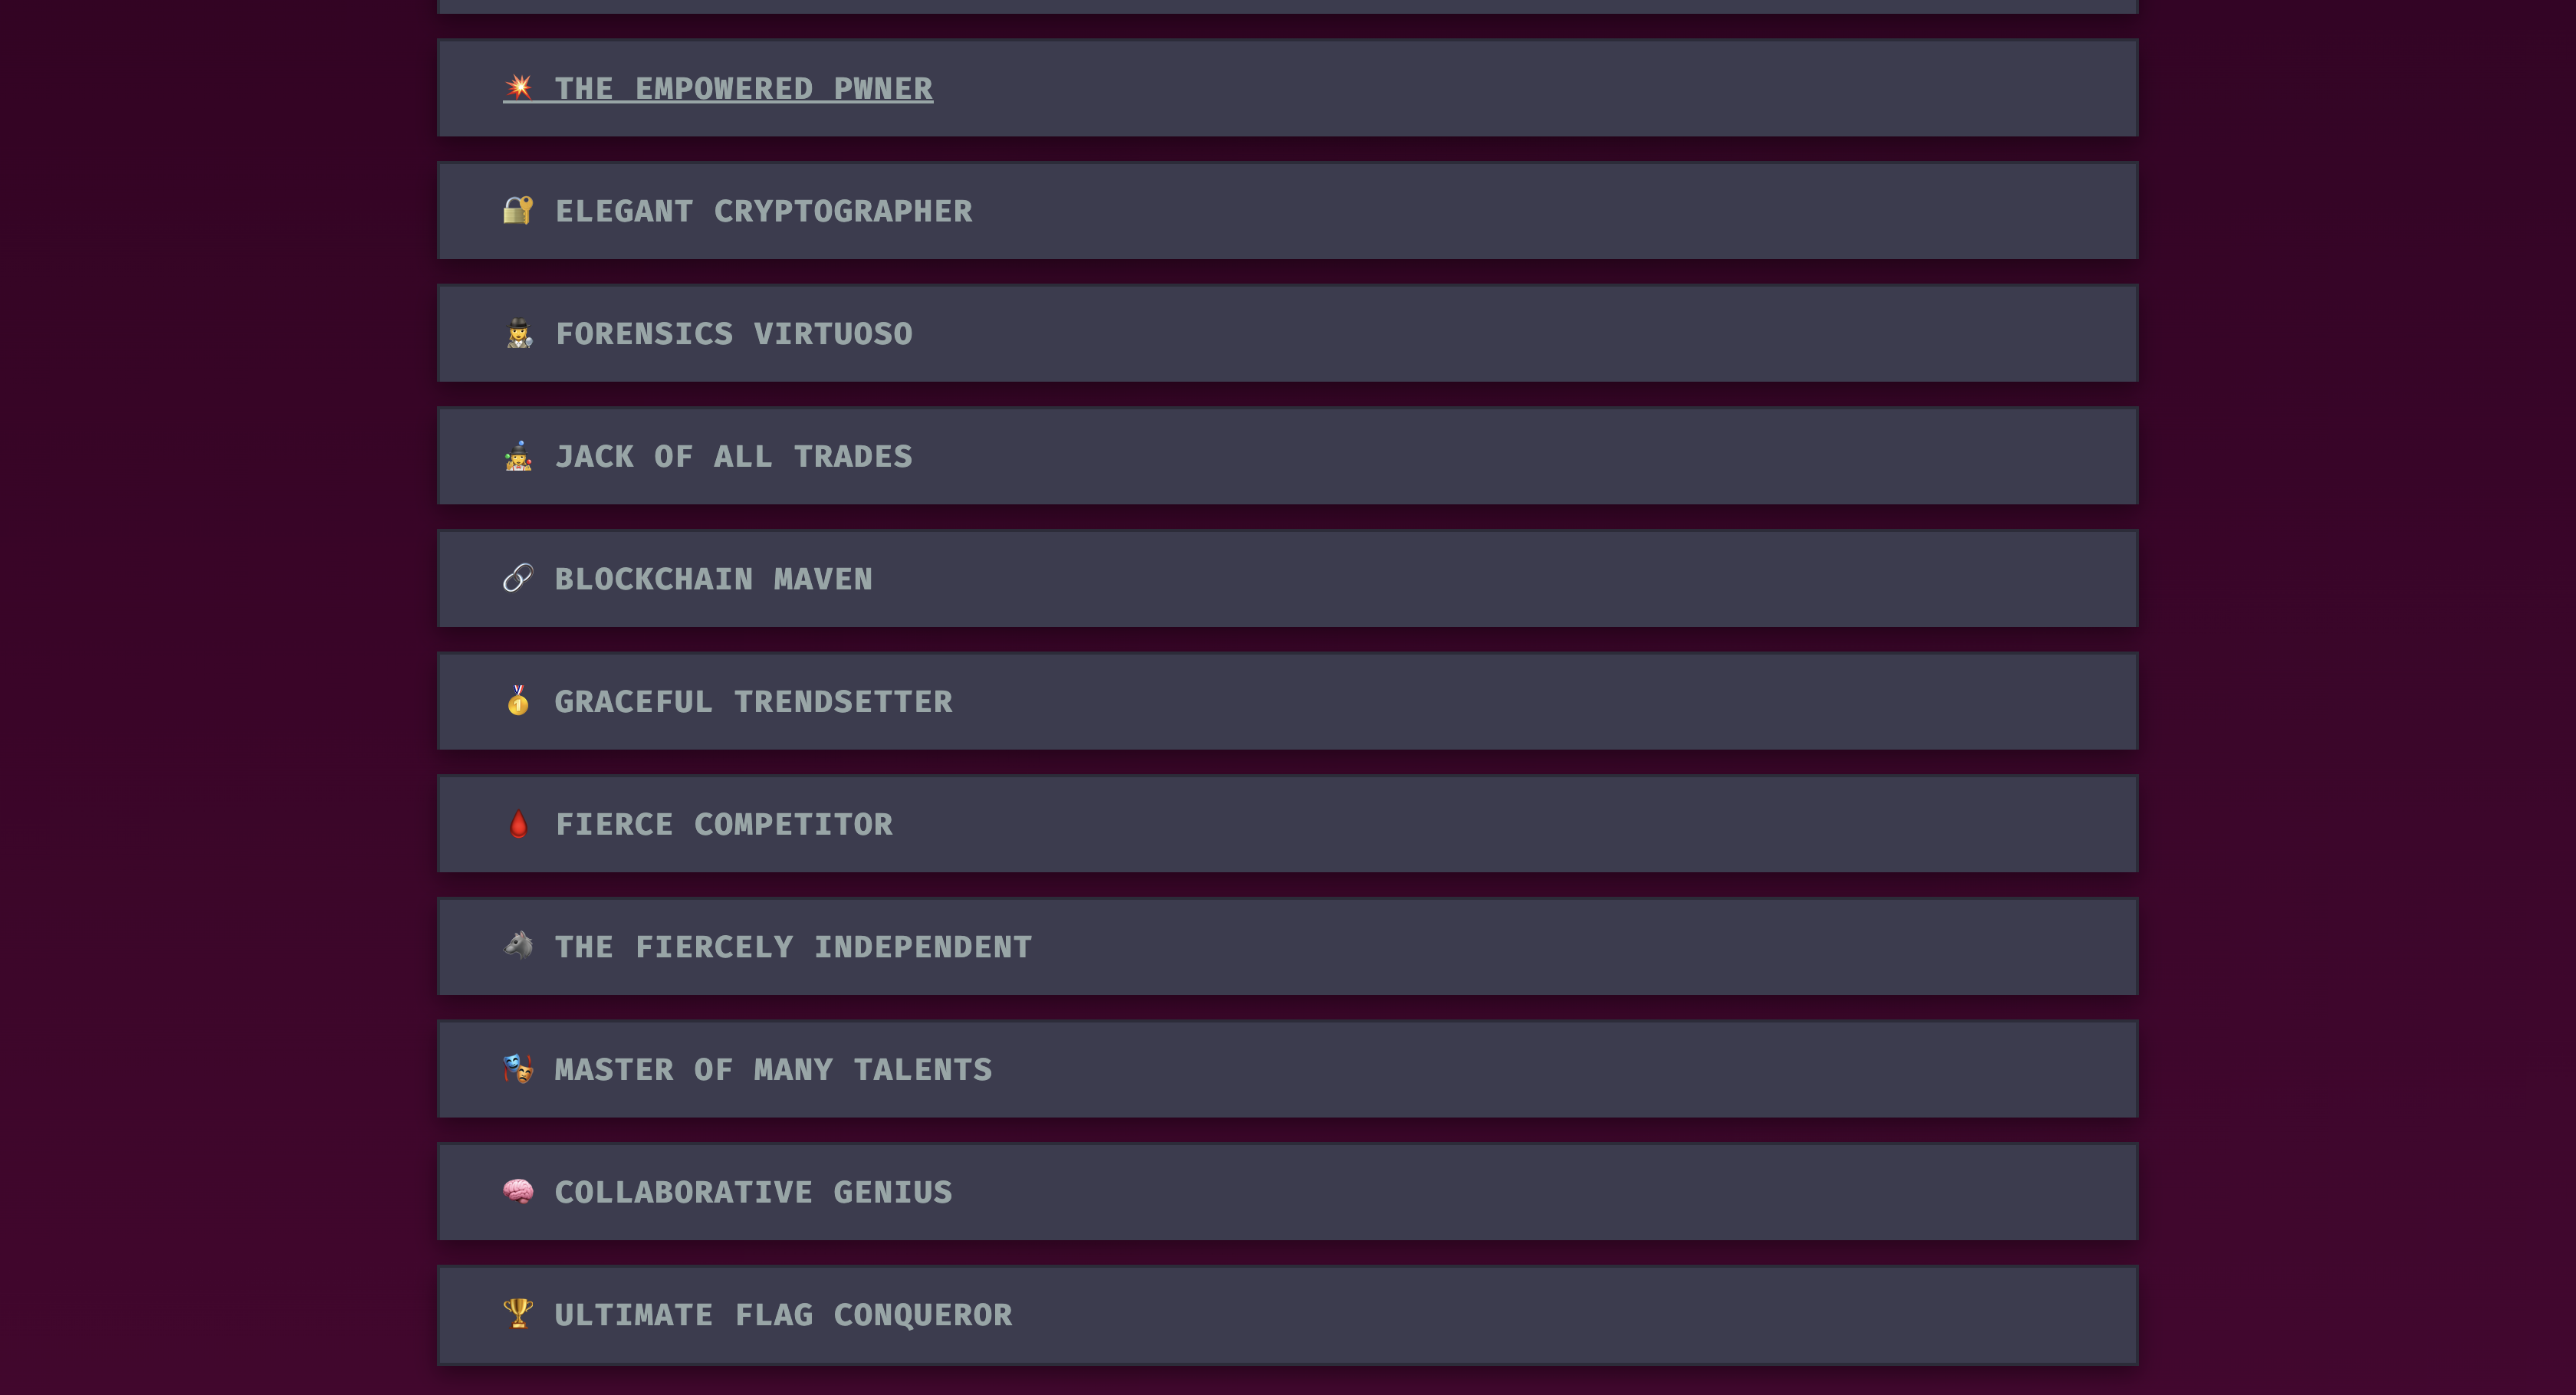 💥 THE EMPOWERED PWNER
🔐 ELEGANT CRYPTOGRAPHER
🕵️‍♀️ FORENSICS VIRTUOSO
🤹‍♀️ JACK OF ALL TRADES
🔗 BLOCKCHAIN MAVEN
🥇 GRACEFUL TRENDSETTER
🩸 FIERCE COMPETITOR
🐺 THE FIERCELY INDEPENDENT
🎭 MASTER OF MANY TALENTS
🧠 COLLABORATIVE GENIUS
🏆 ULTIMATE FLAG CONQUEROR